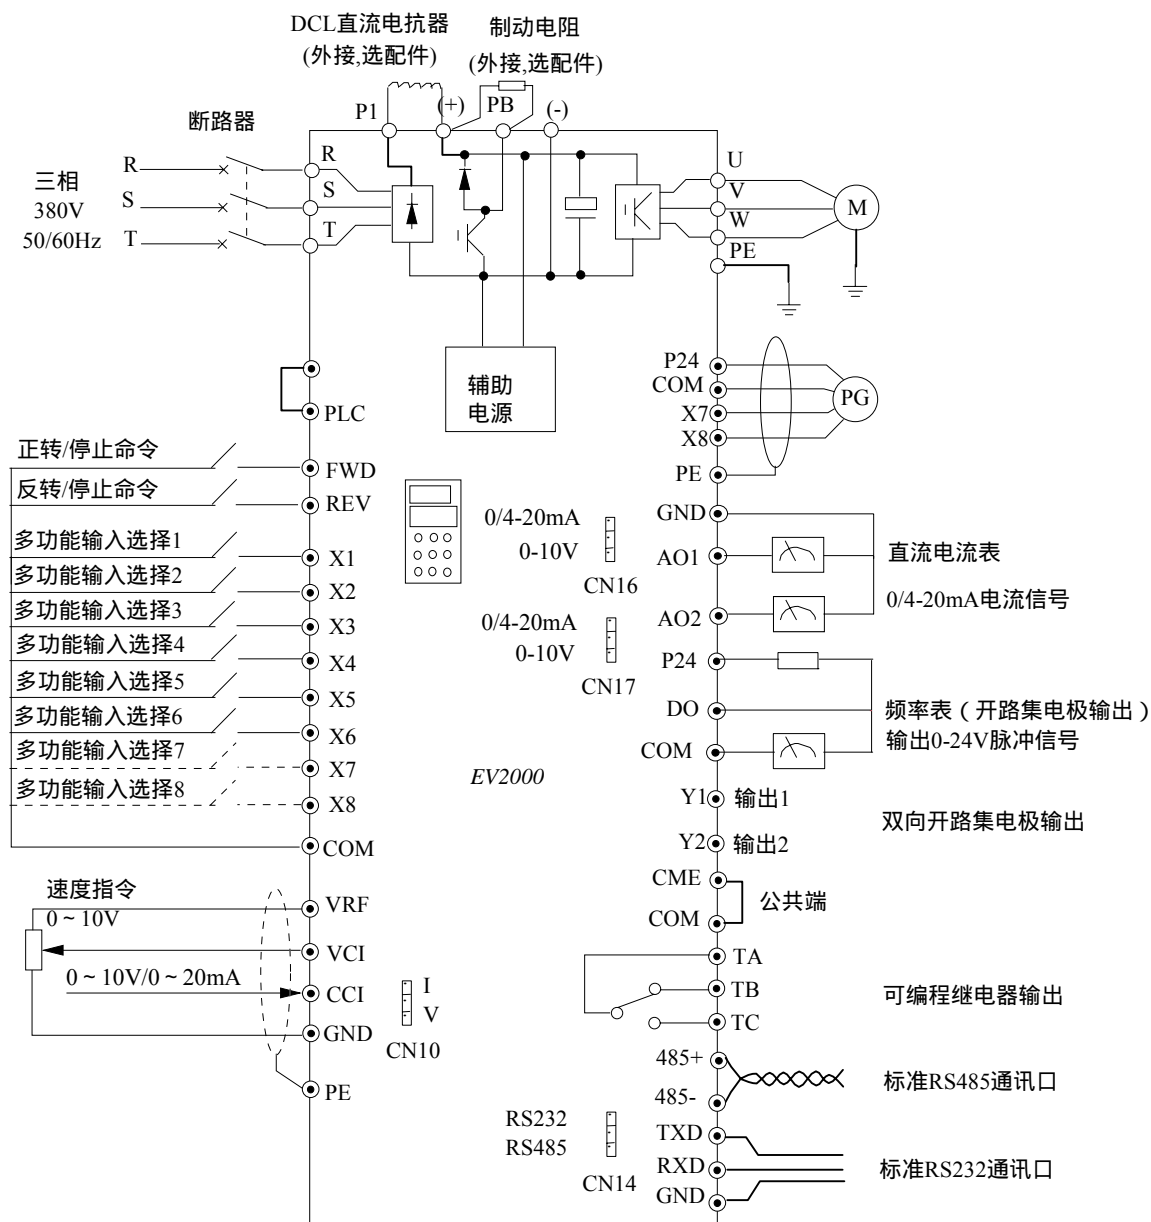 DCL直流电抗器
(外接,选配件)
制动电阻
(外接,选配件)
P1
(+)
PB
(-)
断路器
三相
380V
50/60Hz
R
S
T
R
S
T
U
V
W
PE
M
辅助
电源
PLC
P24
COM
X7
X8
PE
PG
正转/停止命令
FWD
反转/停止命令
REV
多功能输入选择1
X1
多功能输入选择2
X2
多功能输入选择3
X3
多功能输入选择4
X4
多功能输入选择5
X5
多功能输入选择6
X6
多功能输入选择7
X7
多功能输入选择8
X8
COM
0/4-20mA
0-10V
CN16
0/4-20mA
0-10V
CN17
GND
AO1
AO2
直流电流表
0/4-20mA电流信号
P24
DO
COM
频率表（开路集电极输出）
输出0-24V脉冲信号
EV2000
Y1
输出1
Y2
输出2
双向开路集电极输出
CME
COM
公共端
速度指令
0～10V
VRF
VCI
0～10V/0～20mA
CCI
GND
PE
I
V
CN10
TA
TB
TC
可编程继电器输出
485+
485-
标准RS485通讯口
RS232
RS485
CN14
TXD
RXD
GND
标准RS232通讯口